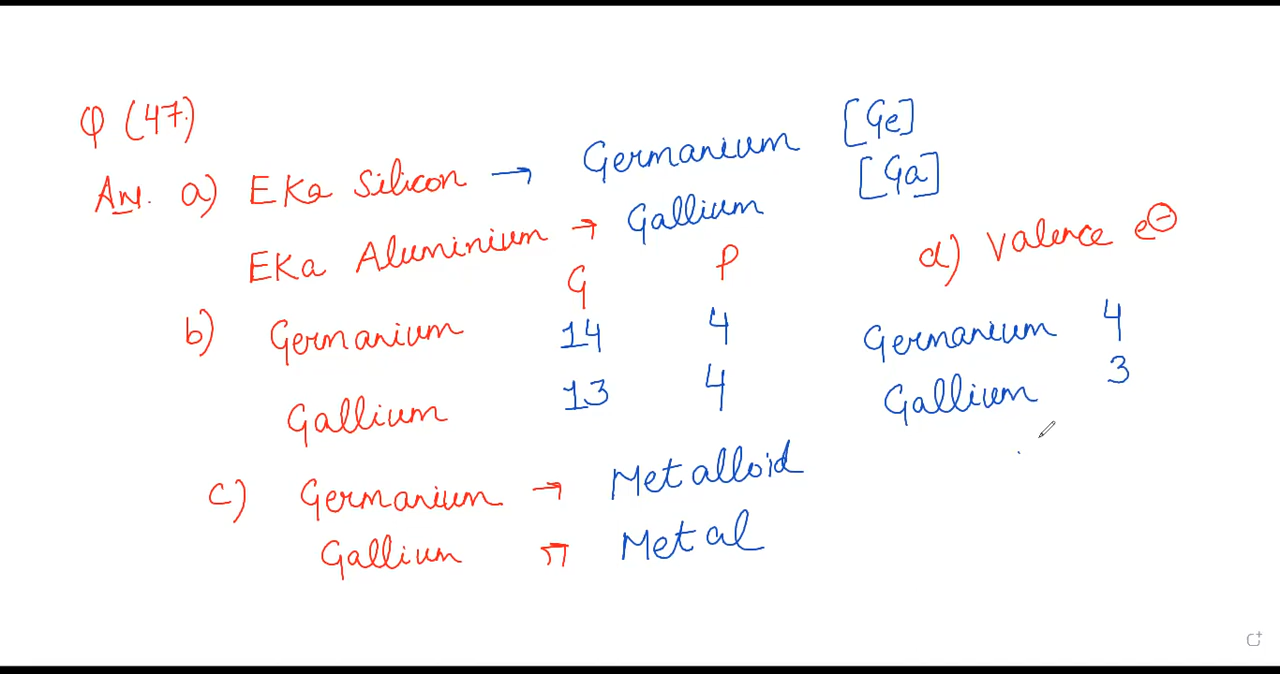 Q (47)
Ans. a) Eka Silicon → Germanium [Ge]
Eka Aluminium → Gallium [Ga]
G P
b) Germanium 14 4
Gallium 13 4
c) Germanium → Metalloid
Gallium → Metal
d) Valence e⊖
Germanium 4
Gallium 3